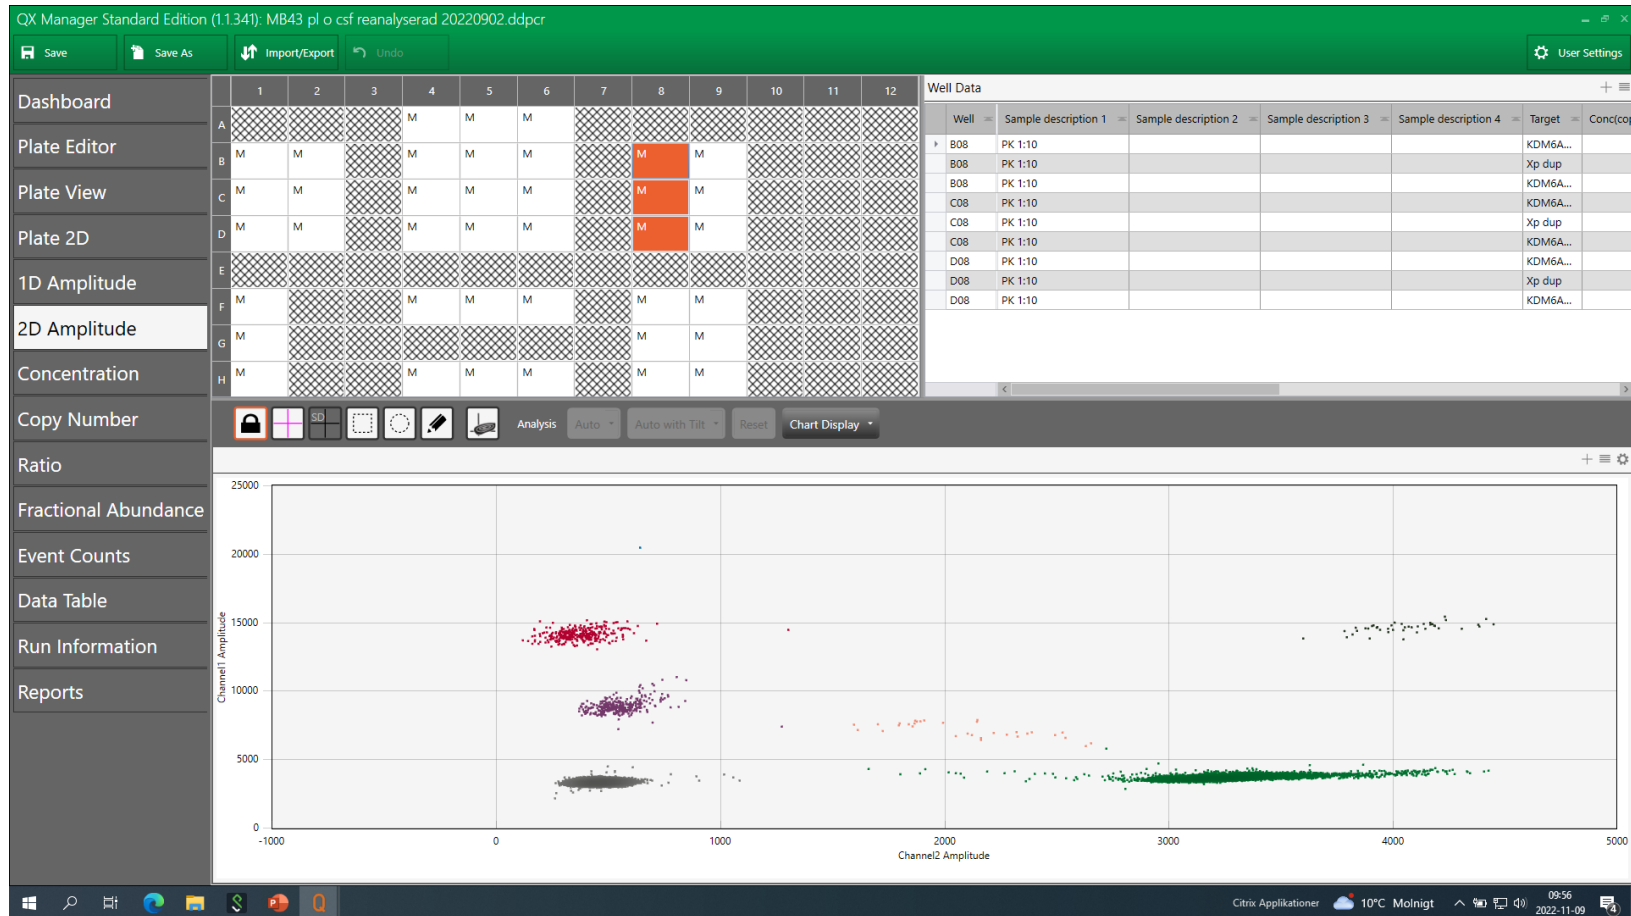 QX Manager Standard Edition (1.1.341): MB43 pl o csf reanalyserad 20220902.ddpcr
Save
Save As
Import/Export
Undo
User Settings
Dashboard
Plate Editor
Plate View
Plate 2D
1D Amplitude
2D Amplitude
Concentration
Copy Number
Ratio
Fractional Abundance
Event Counts
Data Table
Run Information
Reports
1 2 3 4 5 6 7 8 9 10 11 12
A M M M
B M M M M M M M
C M M M M M M M
D M M M M M M M
E
F M M M M M M
G M M M
H M M M M M M
Well Data
Well Sample description 1 Sample description 2 Sample description 3 Sample description 4 Target Conc(cop
B08 PK 1:10 KDM6A...
B08 PK 1:10 Xp dup
B08 PK 1:10 KDM6A...
C08 PK 1:10 KDM6A...
C08 PK 1:10 Xp dup
C08 PK 1:10 KDM6A...
D08 PK 1:10 KDM6A...
D08 PK 1:10 Xp dup
D08 PK 1:10 KDM6A...
SD
Analysis
Auto
Auto with Tilt
Reset
Chart Display
25000
20000
15000
10000
5000
0
Channel1 Amplitude
-1000 0 1000 2000 3000 4000 5000
Channel2 Amplitude
Citrix Applikationer
10°C Molnigt
09:56
2022-11-09
4